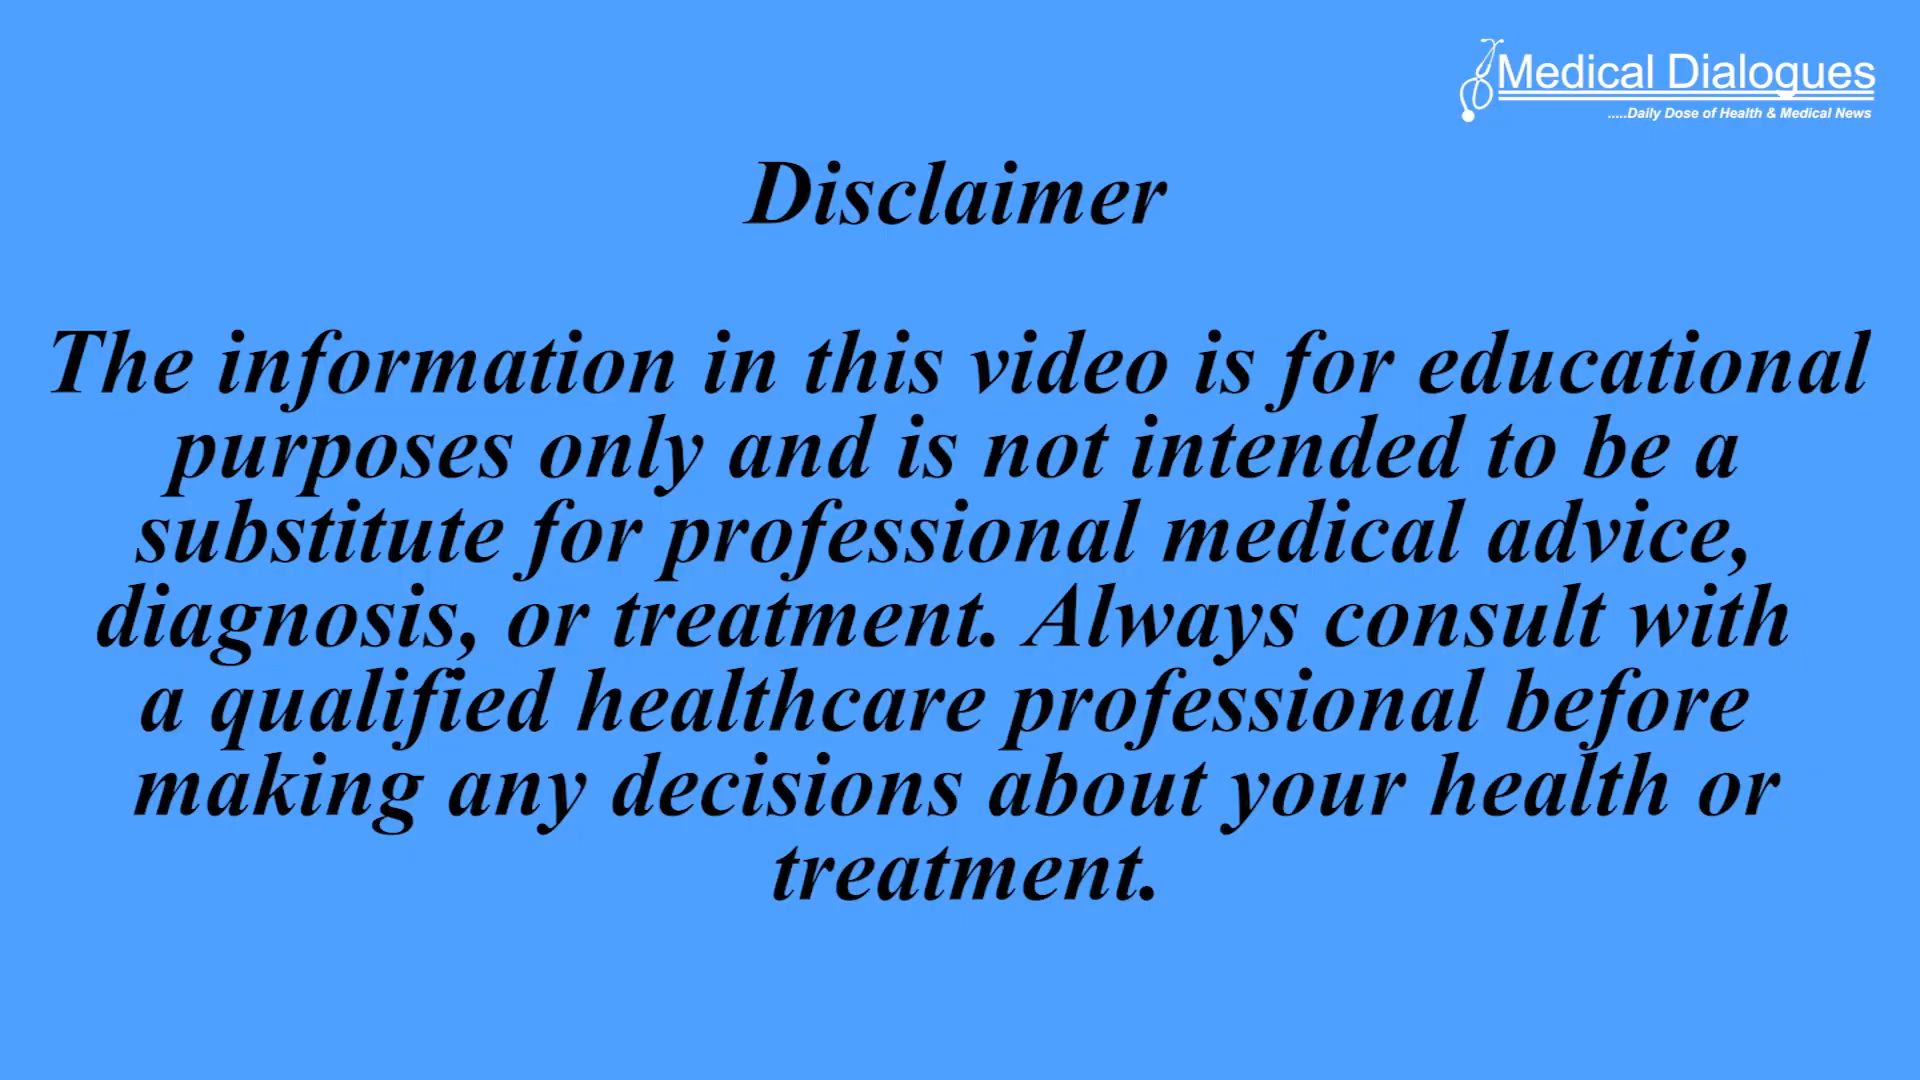 Medical Dialogues
.....Daily Dose of Health & Medical News
Disclaimer
The information in this video is for educational
purposes only and is not intended to be a
substitute for professional medical advice,
diagnosis, or treatment. Always consult with
a qualified healthcare professional before
making any decisions about your health or
treatment.